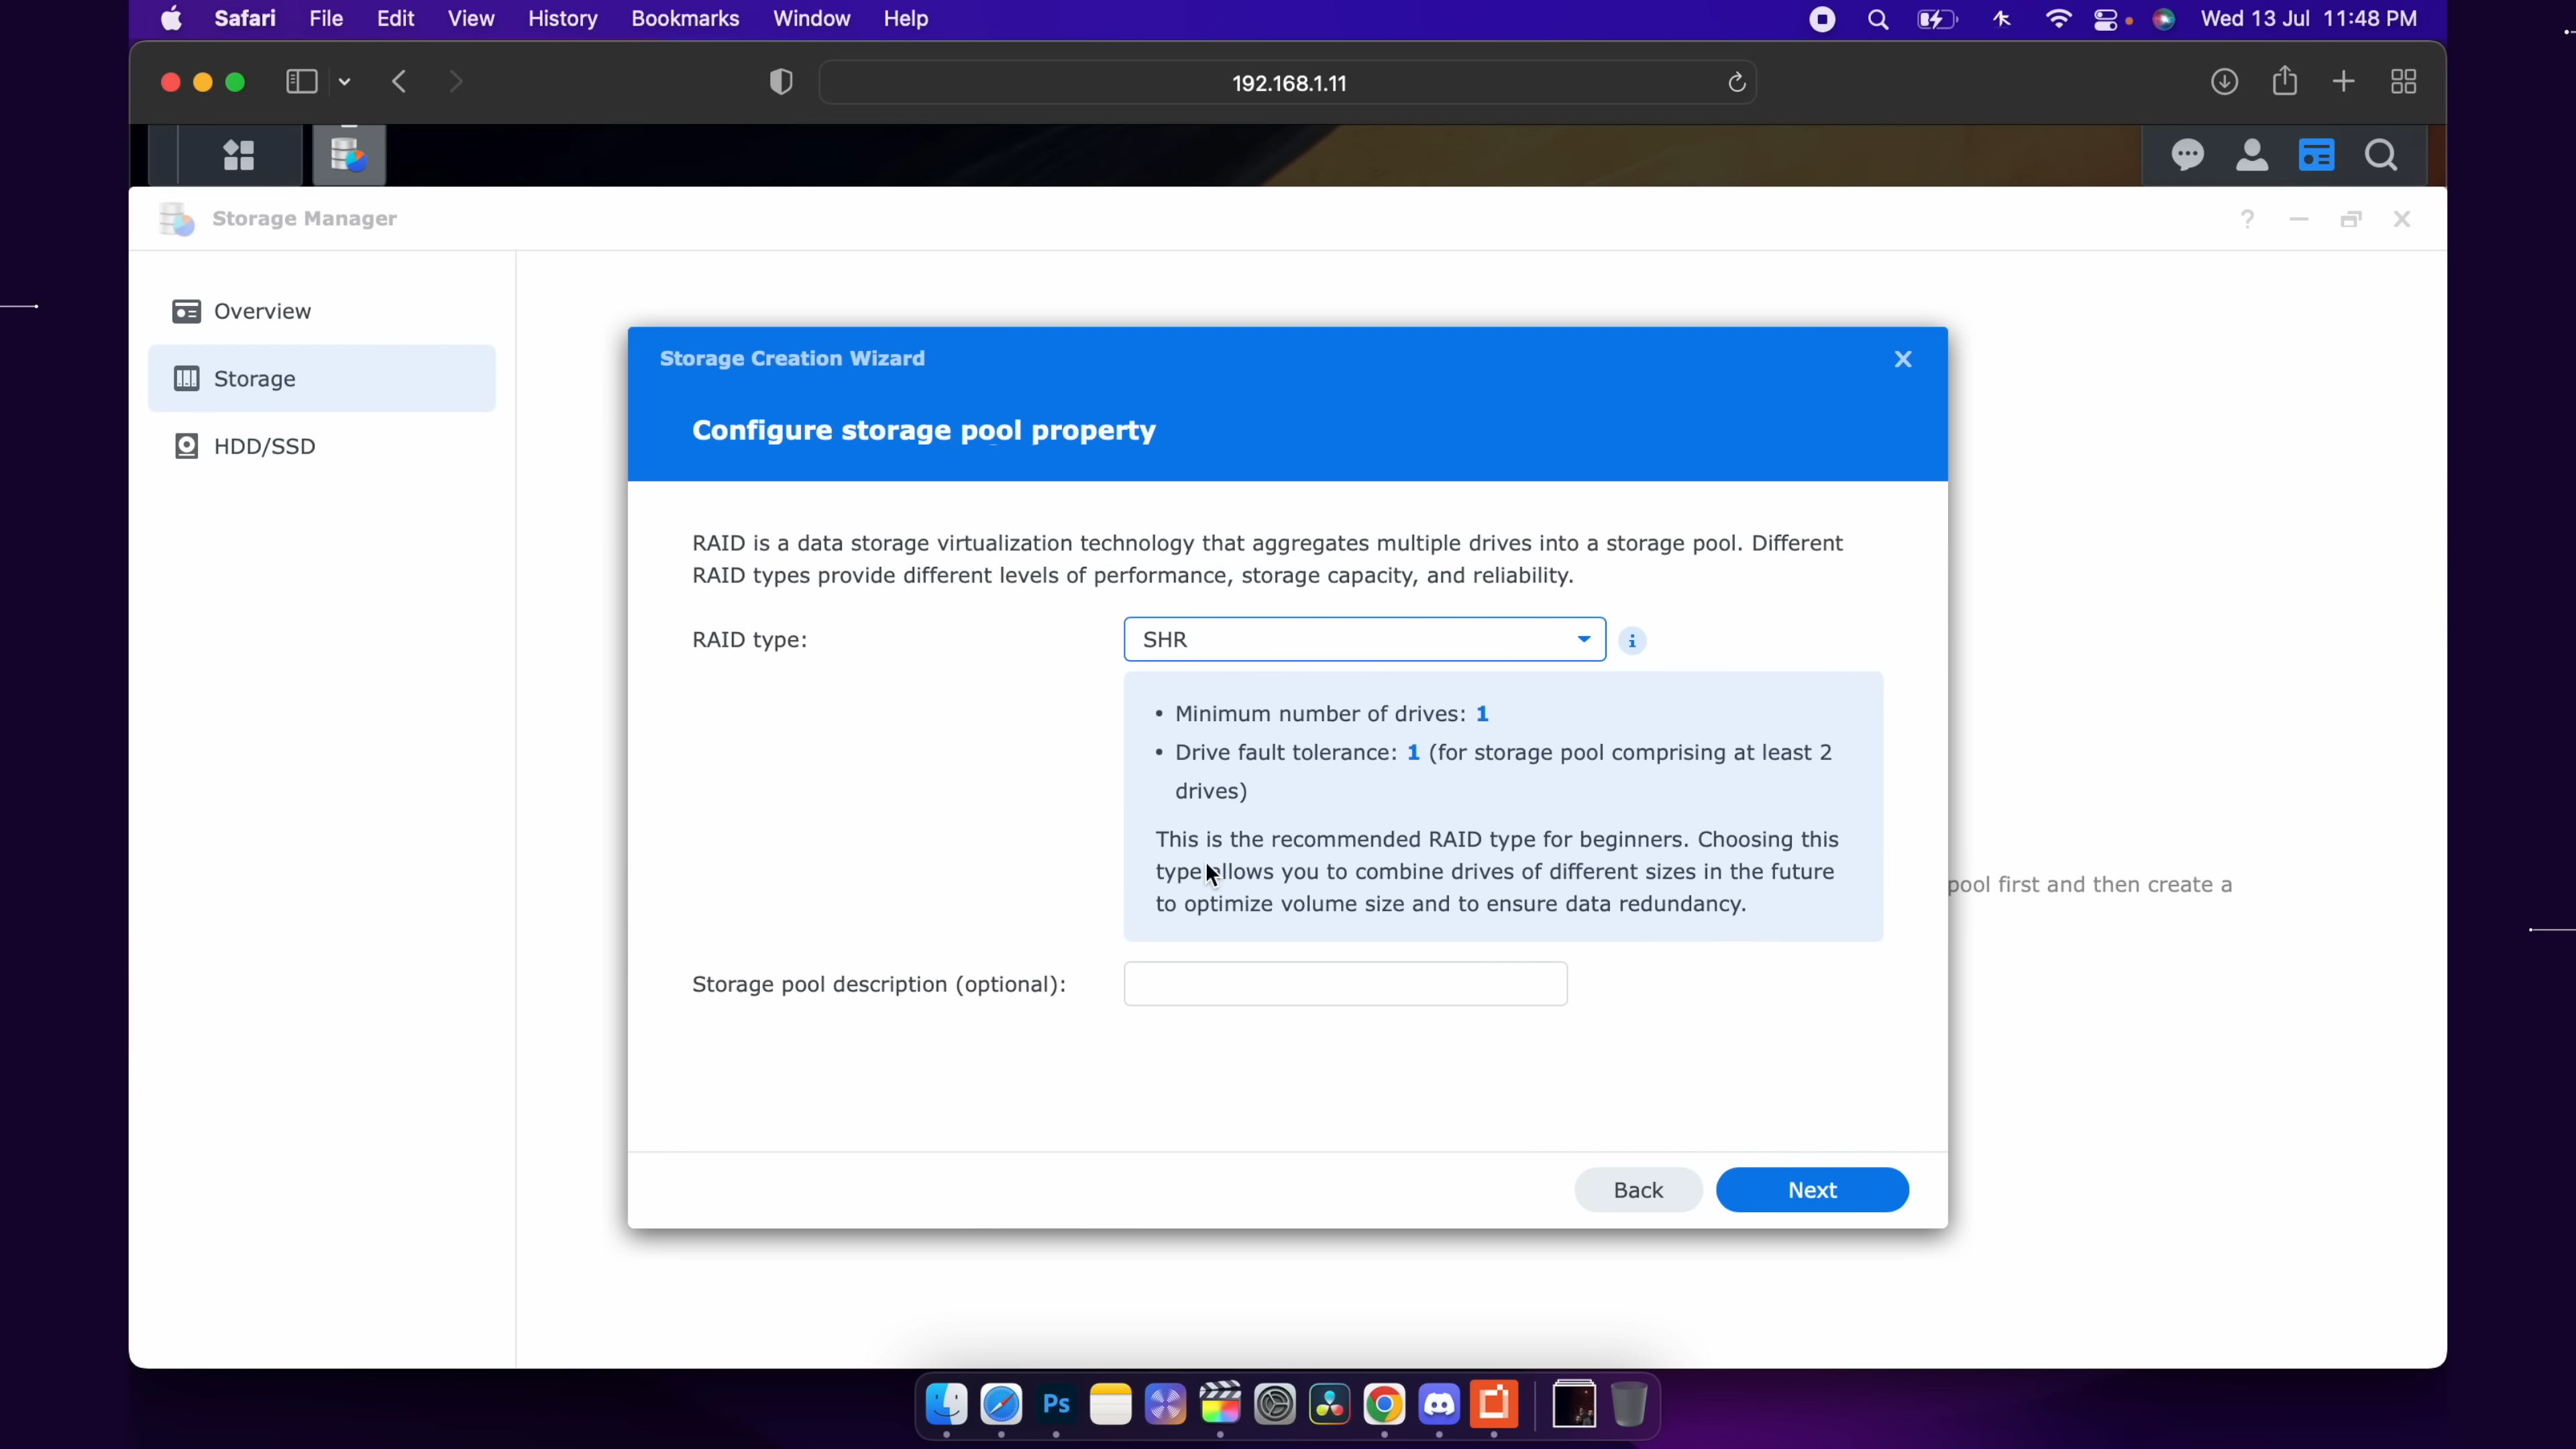 Safari File Edit View History Bookmarks Window Help Wed 13 Jul 11:48 PM
192.168.1.11
Storage Manager
Overview
Storage
HDD/SSD
Storage Creation Wizard
Configure storage pool property
RAID is a data storage virtualization technology that aggregates multiple drives into a storage pool. Different
RAID types provide different levels of performance, storage capacity, and reliability.
RAID type: SHR
• Minimum number of drives: 1
• Drive fault tolerance: 1 (for storage pool comprising at least 2
drives)
This is the recommended RAID type for beginners. Choosing this
type allows you to combine drives of different sizes in the future
to optimize volume size and to ensure data redundancy.
pool first and then create a
Storage pool description (optional):
Back Next
Ps